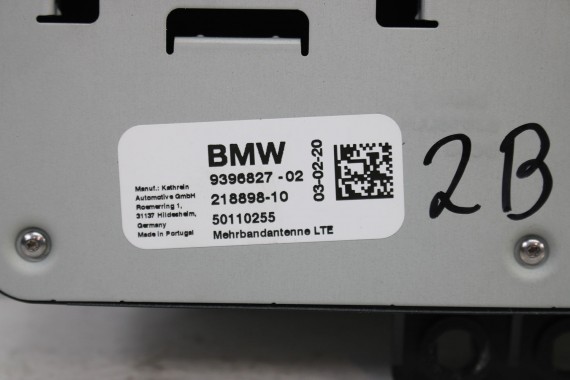 BMW
9396827 -02
218898-10
50110255
Mehrbandantenne LTE
03-02-20
Manuf.: Kathrein
Automotive GmbH
Roemerring 1,
31137 Hildesheim,
Germany
Made in Portugal
2B